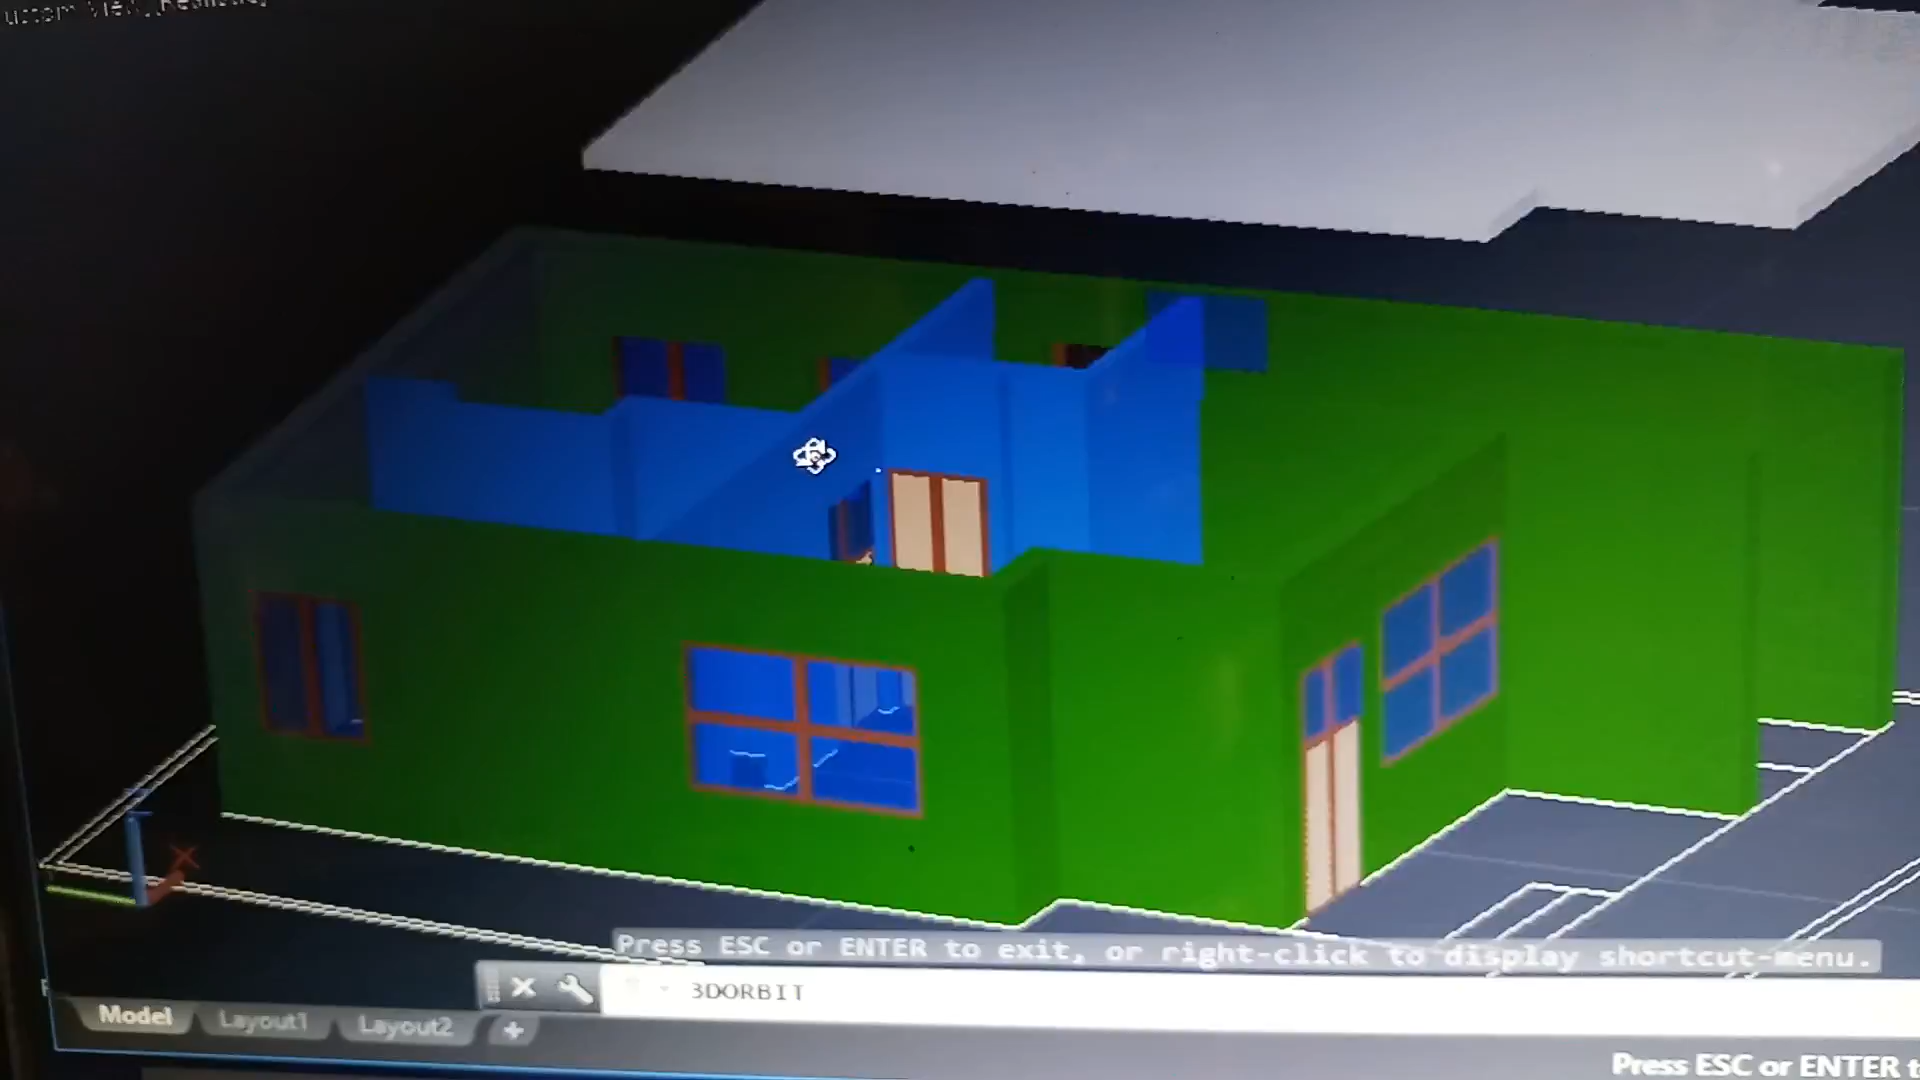 Press ESC or ENTER to exit, or right-click to display shortcut-menu.
3DORBIT
Model Layout1 Layout2 +
Press ESC or ENTER t